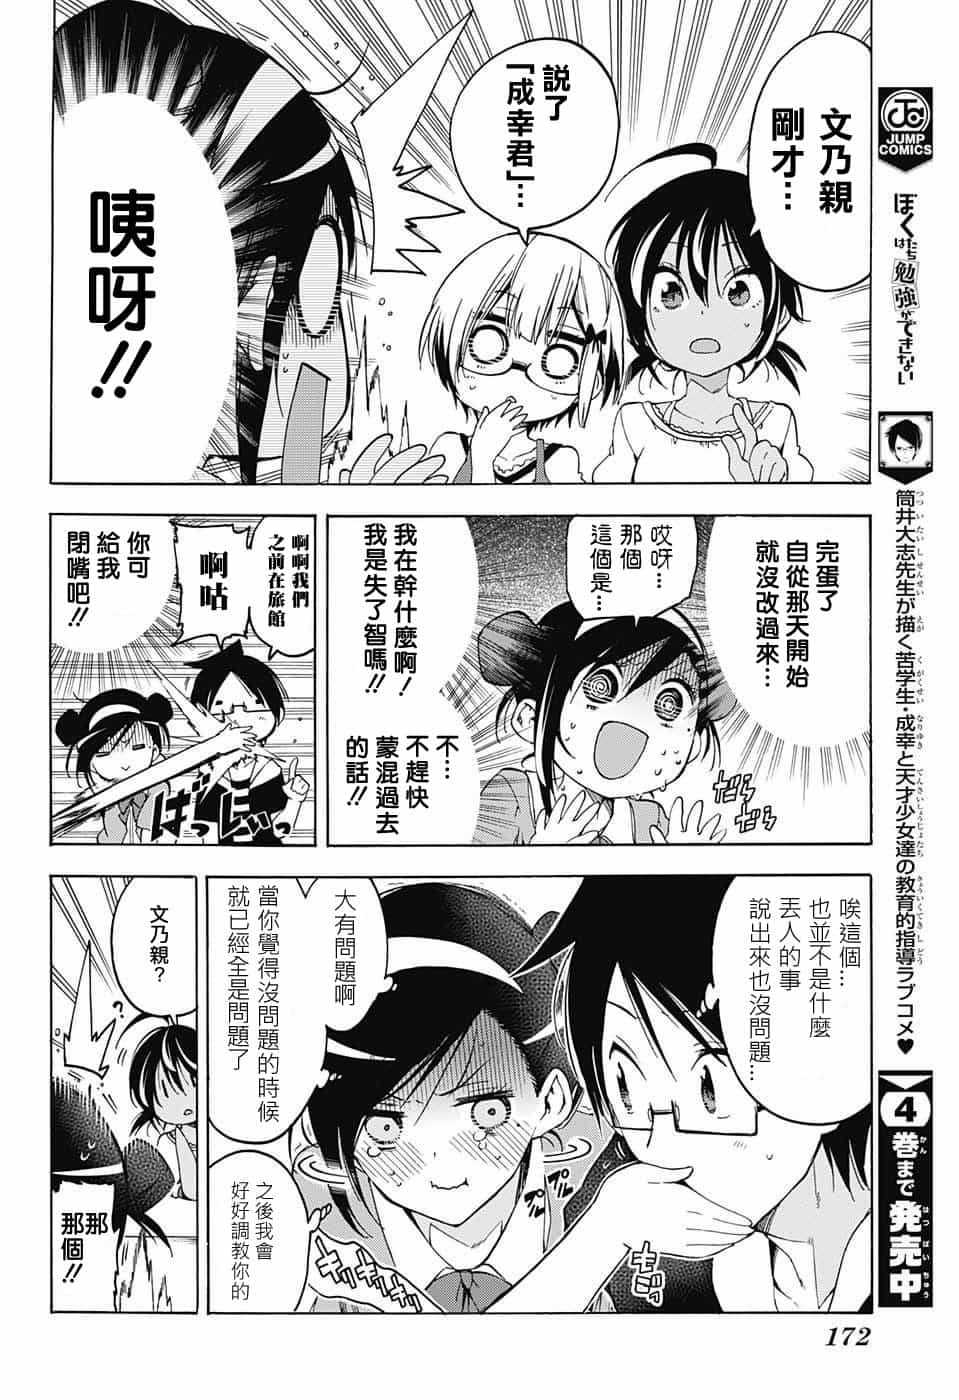 文乃親
剛才…
說了
「成幸君」…
咦呀!!
完蛋了
自從那天開始
就沒改過來…
哎呀…
那個
這個是…
我在幹什麼啊!
我是失了智嗎!!
不…
不趕快
蒙混過去
的話!!
啊啊我們
之前在旅館
啊咕
你可
給我
閉嘴吧!!
唉這個…
也並不是什麼
丟人的事
說出來也沒問題…
大有問題啊
當你覺得沒問題的時候
就已經全是問題了
之後我會
好好調教你的
文乃親?
那那
個!!
JUMP
COMICS
ぼくたちは勉強ができない
筒井大志先生が描く苦学生・成幸と天才少女達の教育的指導ラブコメ♥
4巻まで発売中
172